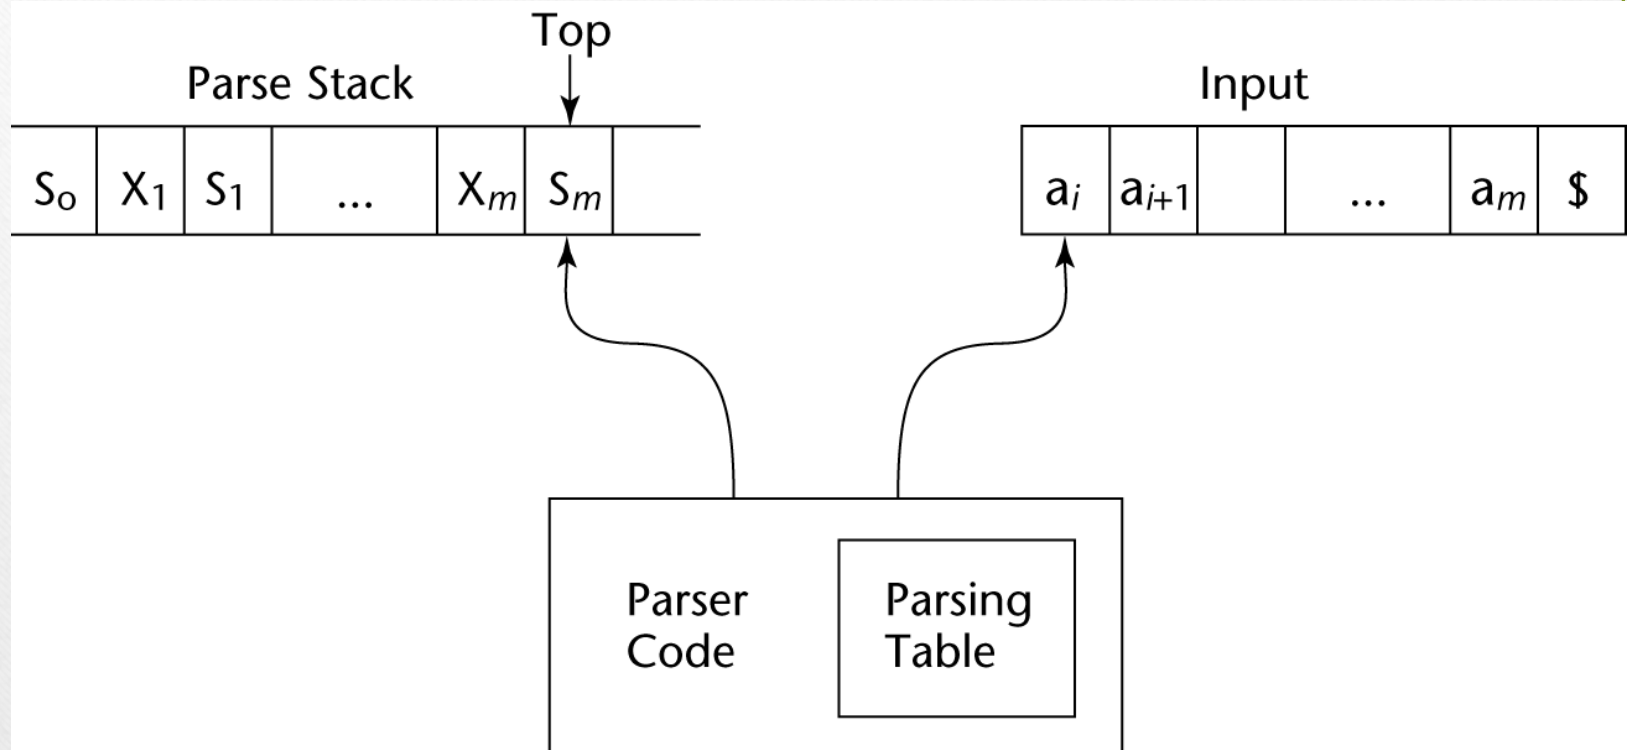 Top
Parse Stack
Input
S₀ X₁ S₁ ... Xₘ Sₘ
aᵢ aᵢ₊₁ ... aₘ $
Parser
Code
Parsing
Table